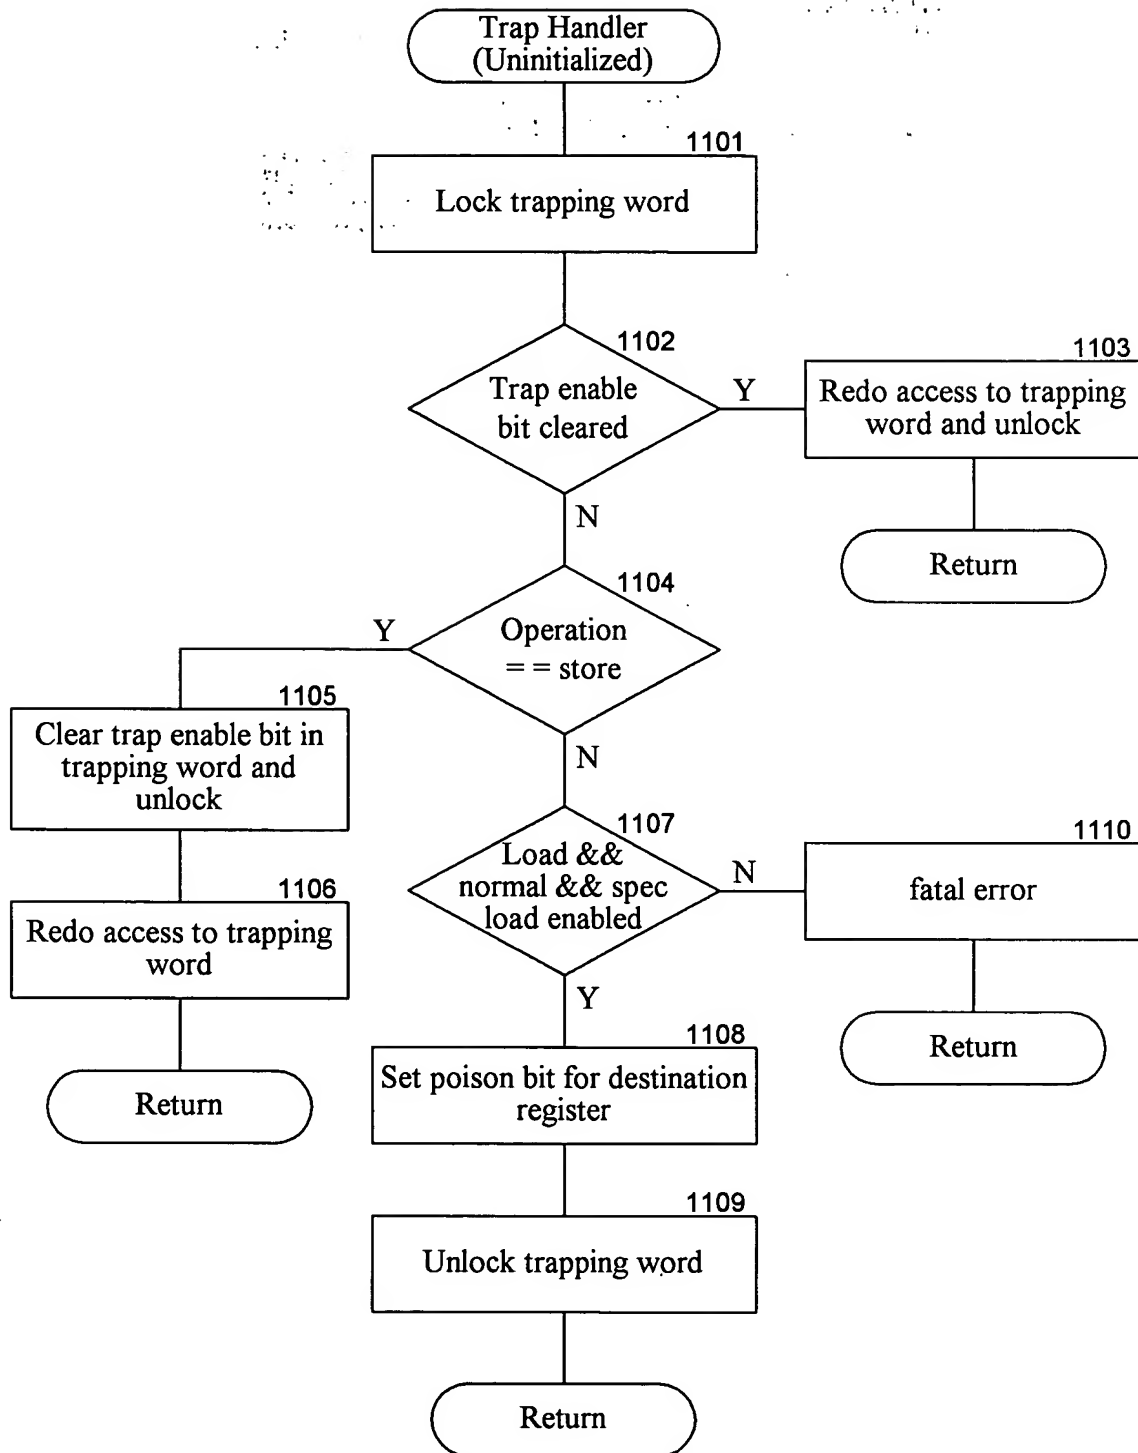 Trap Handler
(Uninitialized)
1101
Lock trapping word
1102
Trap enable
bit cleared
Y
1103
Redo access to trapping
word and unlock
N
Return
1104
Operation
= = store
Y
1105
Clear trap enable bit in
trapping word and
unlock
N
1107
Load &&
normal && spec
load enabled
N
1110
fatal error
1106
Redo access to trapping
word
Y
Return
1108
Set poison bit for destination
register
Return
1109
Unlock trapping word
Return